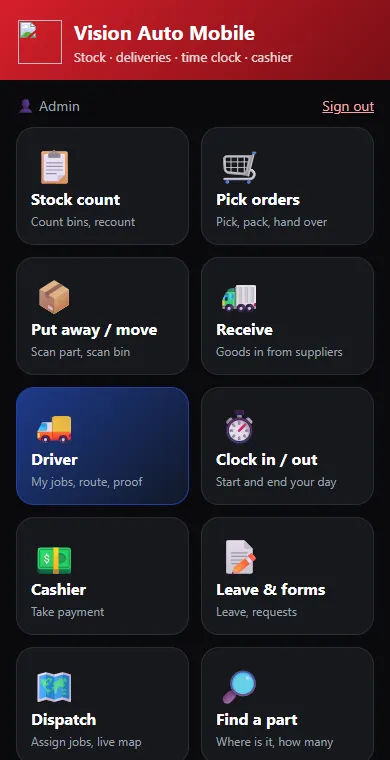 Vision Auto Mobile
Stock · deliveries · time clock · cashier
Admin
Sign out
Stock count
Count bins, recount
Pick orders
Pick, pack, hand over
Put away / move
Scan part, scan bin
Receive
Goods in from suppliers
Driver
My jobs, route, proof
Clock in / out
Start and end your day
Cashier
Take payment
Leave & forms
Leave, requests
Dispatch
Assign jobs, live map
Find a part
Where is it, how many